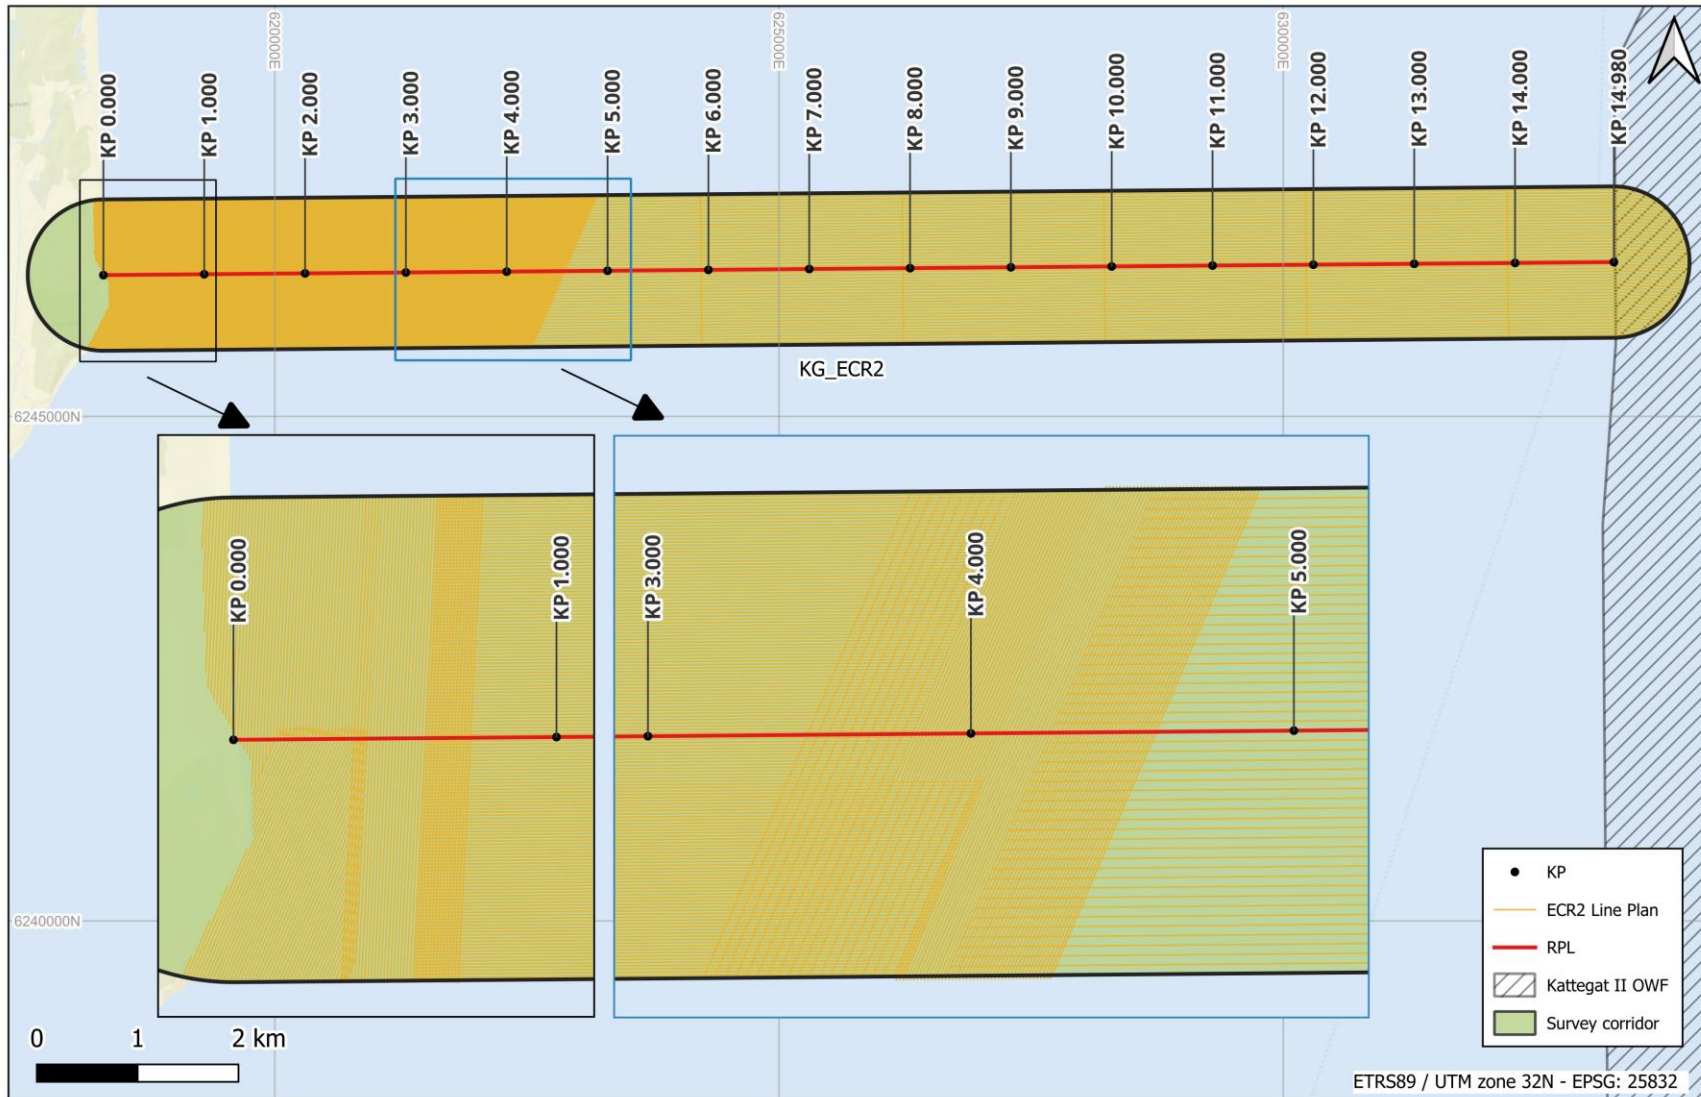 620000E
625000E
630000E
KP 0.000
KP 1.000
KP 2.000
KP 3.000
KP 4.000
KP 5.000
KP 6.000
KP 7.000
KP 8.000
KP 9.000
KP 10.000
KP 11.000
KP 12.000
KP 13.000
KP 14.000
KP 14.980
KG_ECR2
6245000N
KP 0.000
KP 1.000
KP 3.000
KP 4.000
KP 5.000
6240000N
KP
ECR2 Line Plan
RPL
Kattegat II OWF
Survey corridor
0 1 2 km
ETRS89 / UTM zone 32N - EPSG: 25832